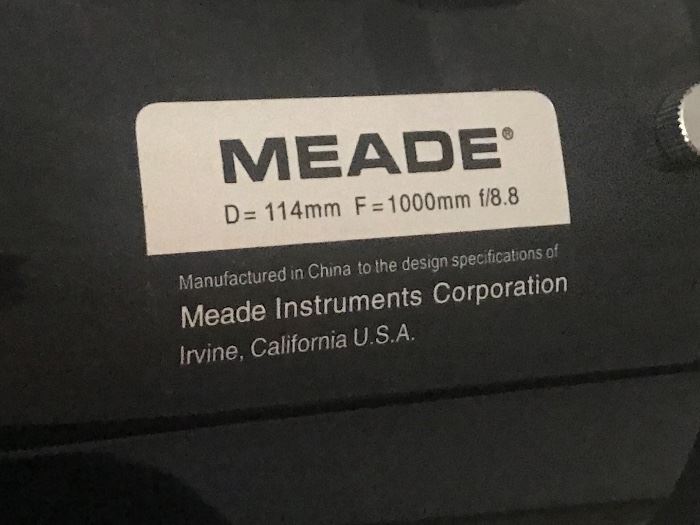 MEADE®
D= 114mm F=1000mm f/8.8
Manufactured in China to the design specifications of
Meade Instruments Corporation
Irvine, California U.S.A.